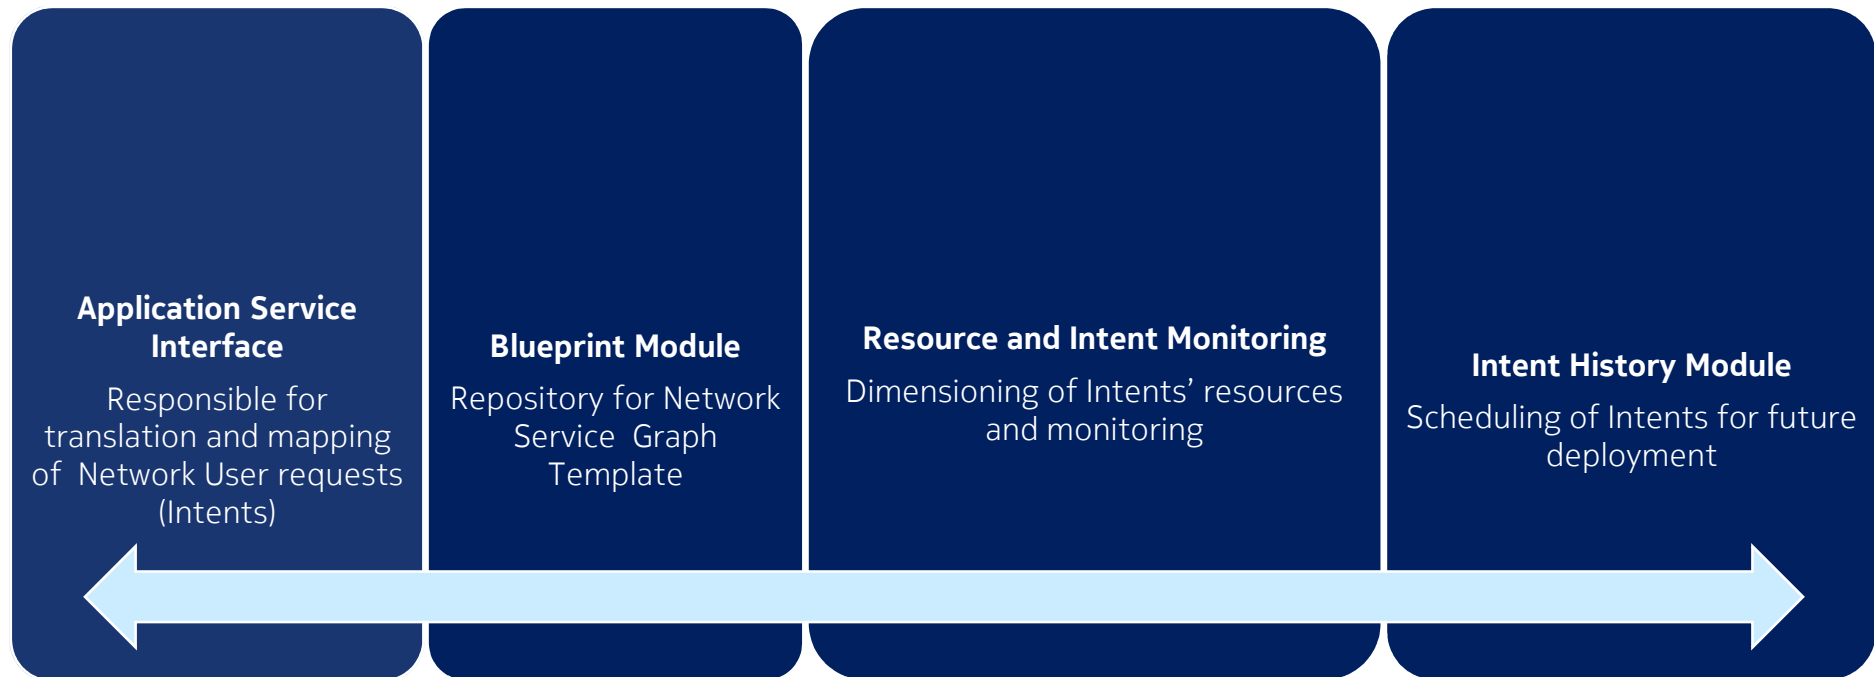 Application Service
Interface
Responsible for
translation and mapping
of Network User requests
(Intents)
Blueprint Module
Repository for Network
Service Graph
Template
Resource and Intent Monitoring
Dimensioning of Intents’ resources
and monitoring
Intent History Module
Scheduling of Intents for future
deployment